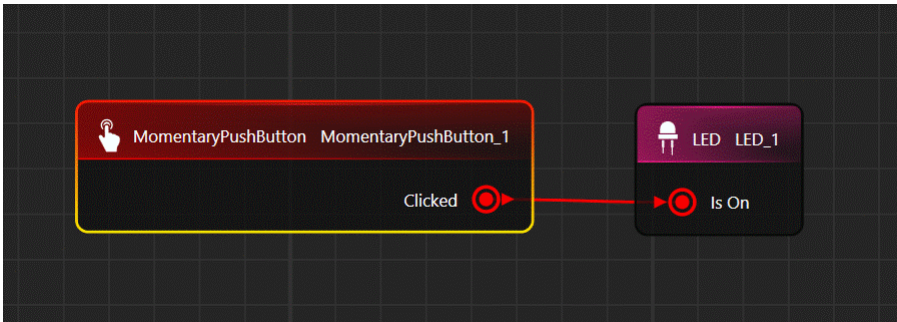 MomentaryPushButton MomentaryPushButton_1
LED LED_1
Clicked
Is On